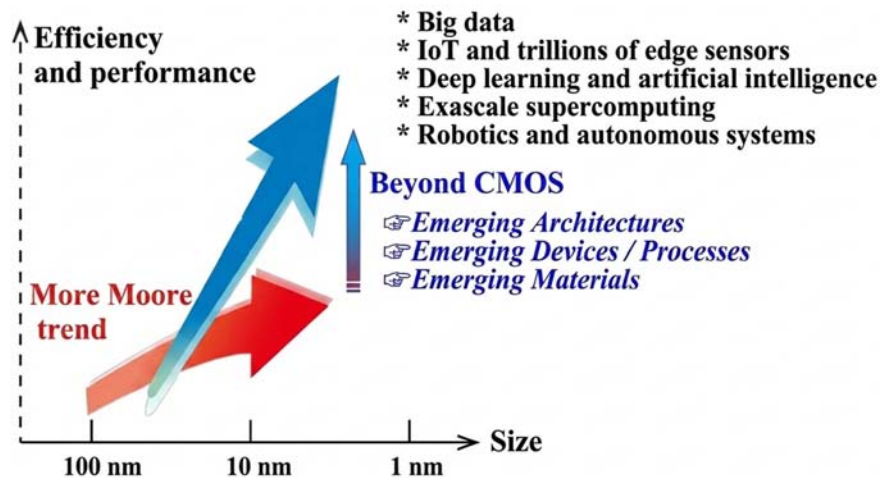 Efficiency
and performance
* Big data
* IoT and trillions of edge sensors
* Deep learning and artificial intelligence
* Exascale supercomputing
* Robotics and autonomous systems
Beyond CMOS
☞Emerging Architectures
☞Emerging Devices / Processes
☞Emerging Materials
More Moore
trend
Size
100 nm
10 nm
1 nm